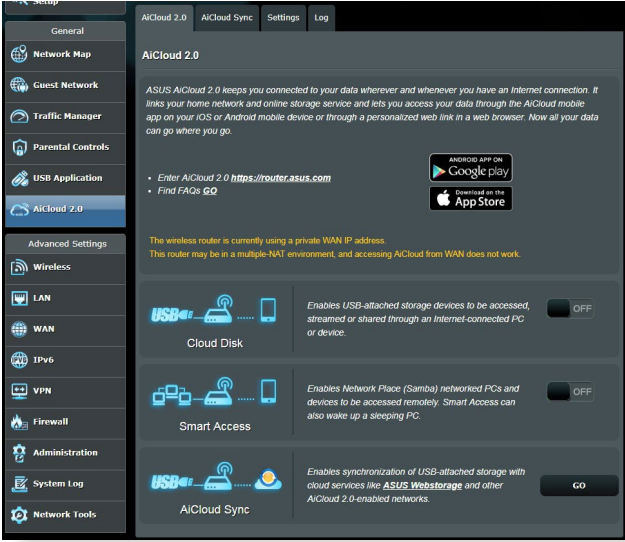 Setup
General
Network Map
Guest Network
Traffic Manager
Parental Controls
USB Application
AiCloud 2.0
Advanced Settings
Wireless
LAN
WAN
IPv6
VPN
Firewall
Administration
System Log
Network Tools
AiCloud 2.0 AiCloud Sync Settings Log
AiCloud 2.0
ASUS AiCloud 2.0 keeps you connected to your data wherever and whenever you have an Internet connection. It
links your home network and online storage service and lets you access your data through the AiCloud mobile
app on your iOS or Android mobile device or through a personalized web link in a web browser. Now all your data
can go where you go.
ANDROID APP ON
Google play
Download on the
App Store
• Enter AiCloud 2.0 https://router.asus.com
• Find FAQs GO
The wireless router is currently using a private WAN IP address.
This router may be in a multiple-NAT environment, and accessing AiCloud from WAN does not work.
USB
Cloud Disk
Enables USB-attached storage devices to be accessed,
streamed or shared through an Internet-connected PC
or device.
OFF
Smart Access
Enables Network Place (Samba) networked PCs and
devices to be accessed remotely. Smart Access can
also wake up a sleeping PC.
OFF
USB
AiCloud Sync
Enables synchronization of USB-attached storage with
cloud services like ASUS Webstorage and other
AiCloud 2.0-enabled networks.
GO